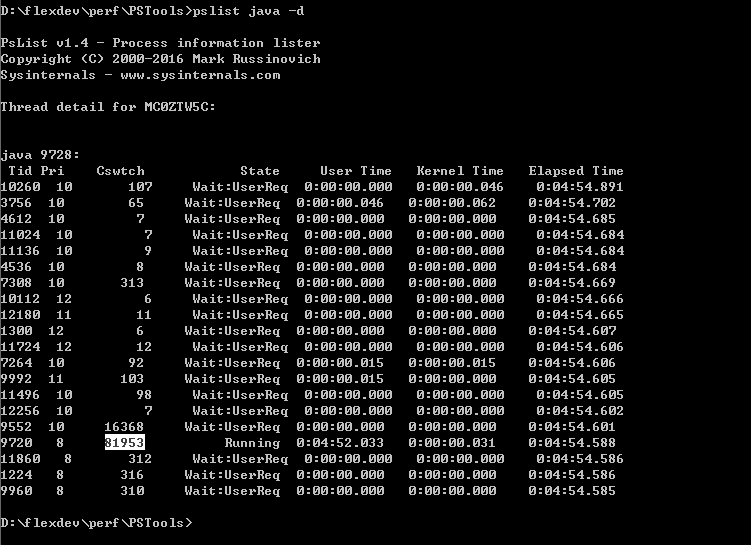 D:\flexdev\perf\PSTools>pslist java -d
PsList v1.4 - Process information lister
Copyright (C) 2000-2016 Mark Russinovich
Sysinternals - www.sysinternals.com
Thread detail for MC0ZTW5C:
java 9728:
Tid Pri Cswtch State User Time Kernel Time Elapsed Time
10260 10 107 Wait:UserReq 0:00:00.000 0:00:00.046 0:04:54.891
3756 10 65 Wait:UserReq 0:00:00.046 0:00:00.062 0:04:54.702
4612 10 7 Wait:UserReq 0:00:00.000 0:00:00.000 0:04:54.685
11024 10 7 Wait:UserReq 0:00:00.000 0:00:00.000 0:04:54.684
11136 10 9 Wait:UserReq 0:00:00.000 0:00:00.000 0:04:54.684
4536 10 8 Wait:UserReq 0:00:00.000 0:00:00.000 0:04:54.684
7308 10 313 Wait:UserReq 0:00:00.000 0:00:00.000 0:04:54.669
10112 12 6 Wait:UserReq 0:00:00.000 0:00:00.000 0:04:54.666
12180 11 11 Wait:UserReq 0:00:00.000 0:00:00.000 0:04:54.665
1300 12 6 Wait:UserReq 0:00:00.000 0:00:00.000 0:04:54.607
11724 12 12 Wait:UserReq 0:00:00.000 0:00:00.000 0:04:54.606
7264 10 92 Wait:UserReq 0:00:00.015 0:00:00.015 0:04:54.606
9992 11 103 Wait:UserReq 0:00:00.015 0:00:00.000 0:04:54.605
11496 10 98 Wait:UserReq 0:00:00.000 0:00:00.000 0:04:54.605
12256 10 7 Wait:UserReq 0:00:00.000 0:00:00.000 0:04:54.602
9552 10 16368 Wait:UserReq 0:00:00.000 0:00:00.000 0:04:54.601
9720 8 81953 Running 0:04:52.033 0:00:00.031 0:04:54.588
11860 8 312 Wait:UserReq 0:00:00.000 0:00:00.000 0:04:54.586
1224 8 316 Wait:UserReq 0:00:00.000 0:00:00.000 0:04:54.586
9960 8 310 Wait:UserReq 0:00:00.000 0:00:00.000 0:04:54.585
D:\flexdev\perf\PSTools>